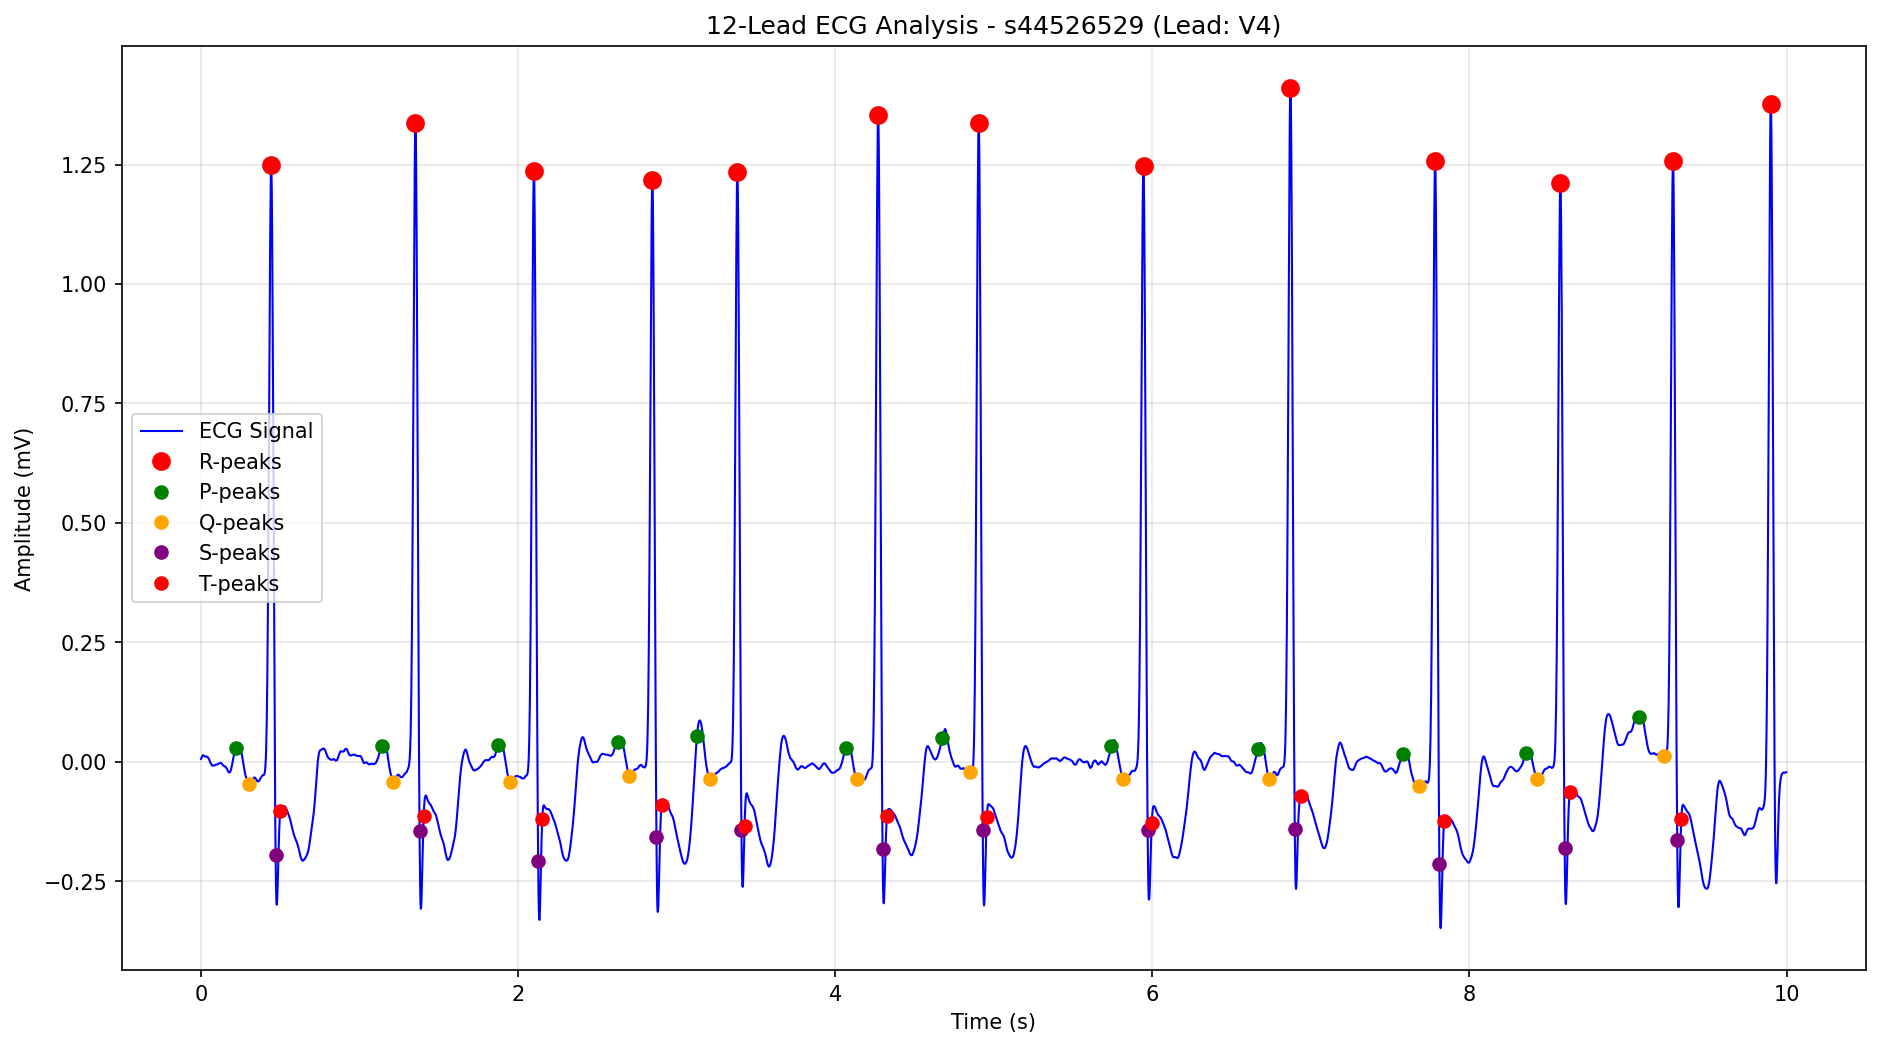 12-Lead ECG Analysis - s44526529 (Lead: V4)
Amplitude (mV)
1.25
1.00
0.75
0.50
0.25
0.00
−0.25
ECG Signal
R-peaks
P-peaks
Q-peaks
S-peaks
T-peaks
0 2 4 6 8 10
Time (s)